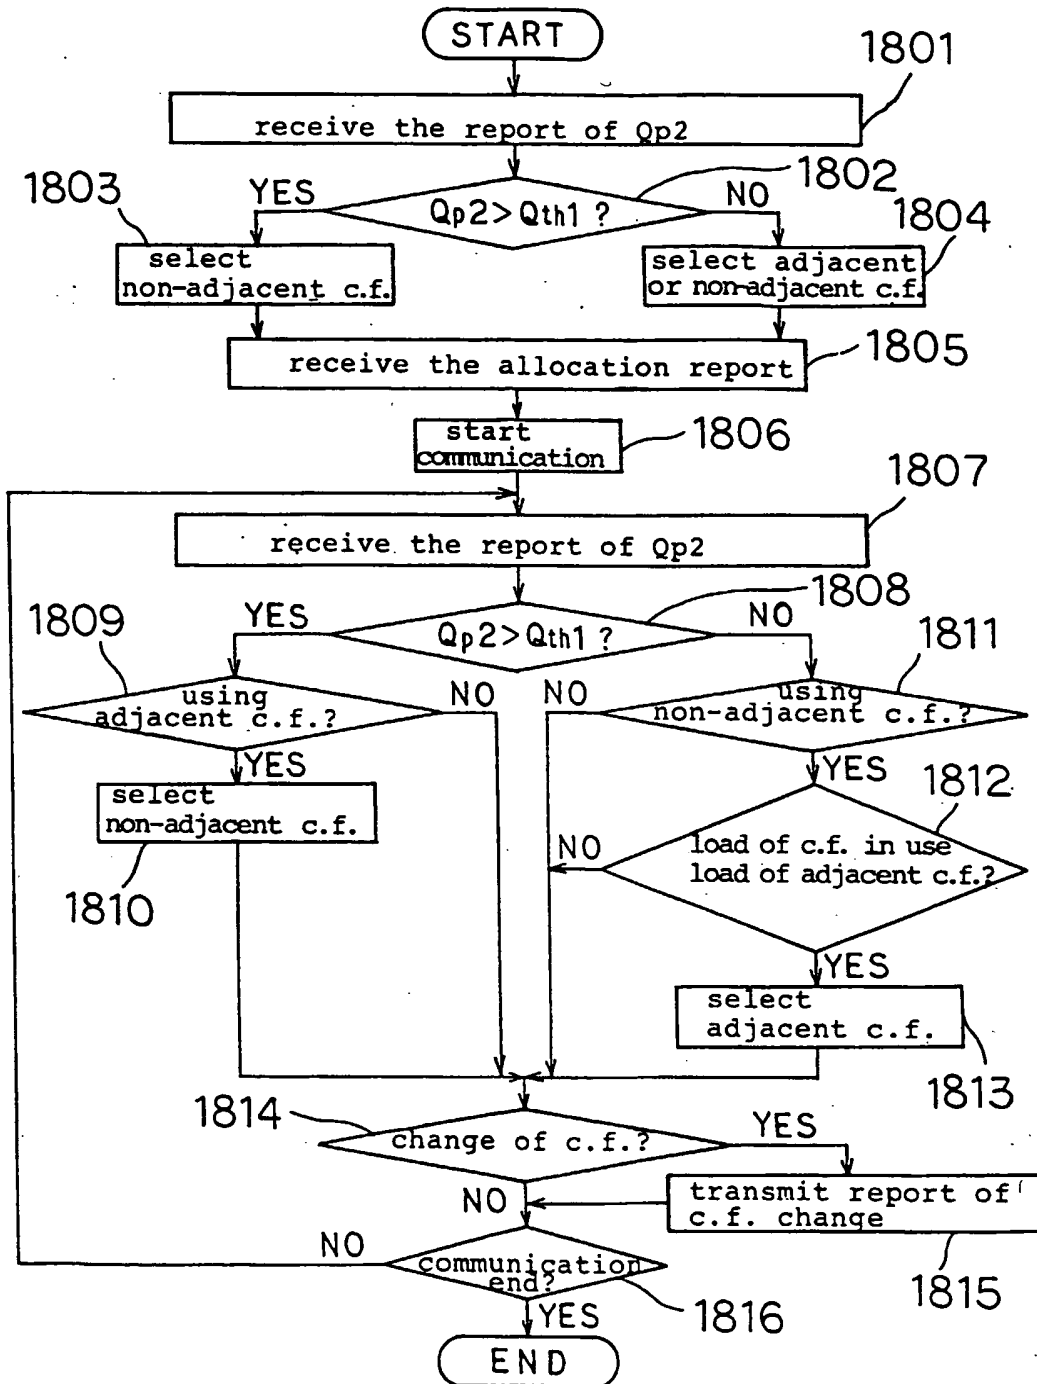 START
1801
receive the report of Qp2
1802
1803
YES
Qp2>Qth1 ?
NO
1804
select
non-adjacent c.f.
select adjacent
or non-adjacent c.f.
receive the allocation report
1805
start
communication
1806
1807
receive the report of Qp2
1808
1809
YES
Qp2>Qth1 ?
NO
1811
using
adjacent c.f.?
NO
NO
using
non-adjacent c.f.?
YES
YES
1812
select
non-adjacent c.f.
NO
load of c.f. in use
load of adjacent c.f.?
1810
YES
select
adjacent c.f.
1813
1814
change of c.f.?
YES
NO
transmit report of
c.f. change
NO
communication
end?
1815
1816
YES
END